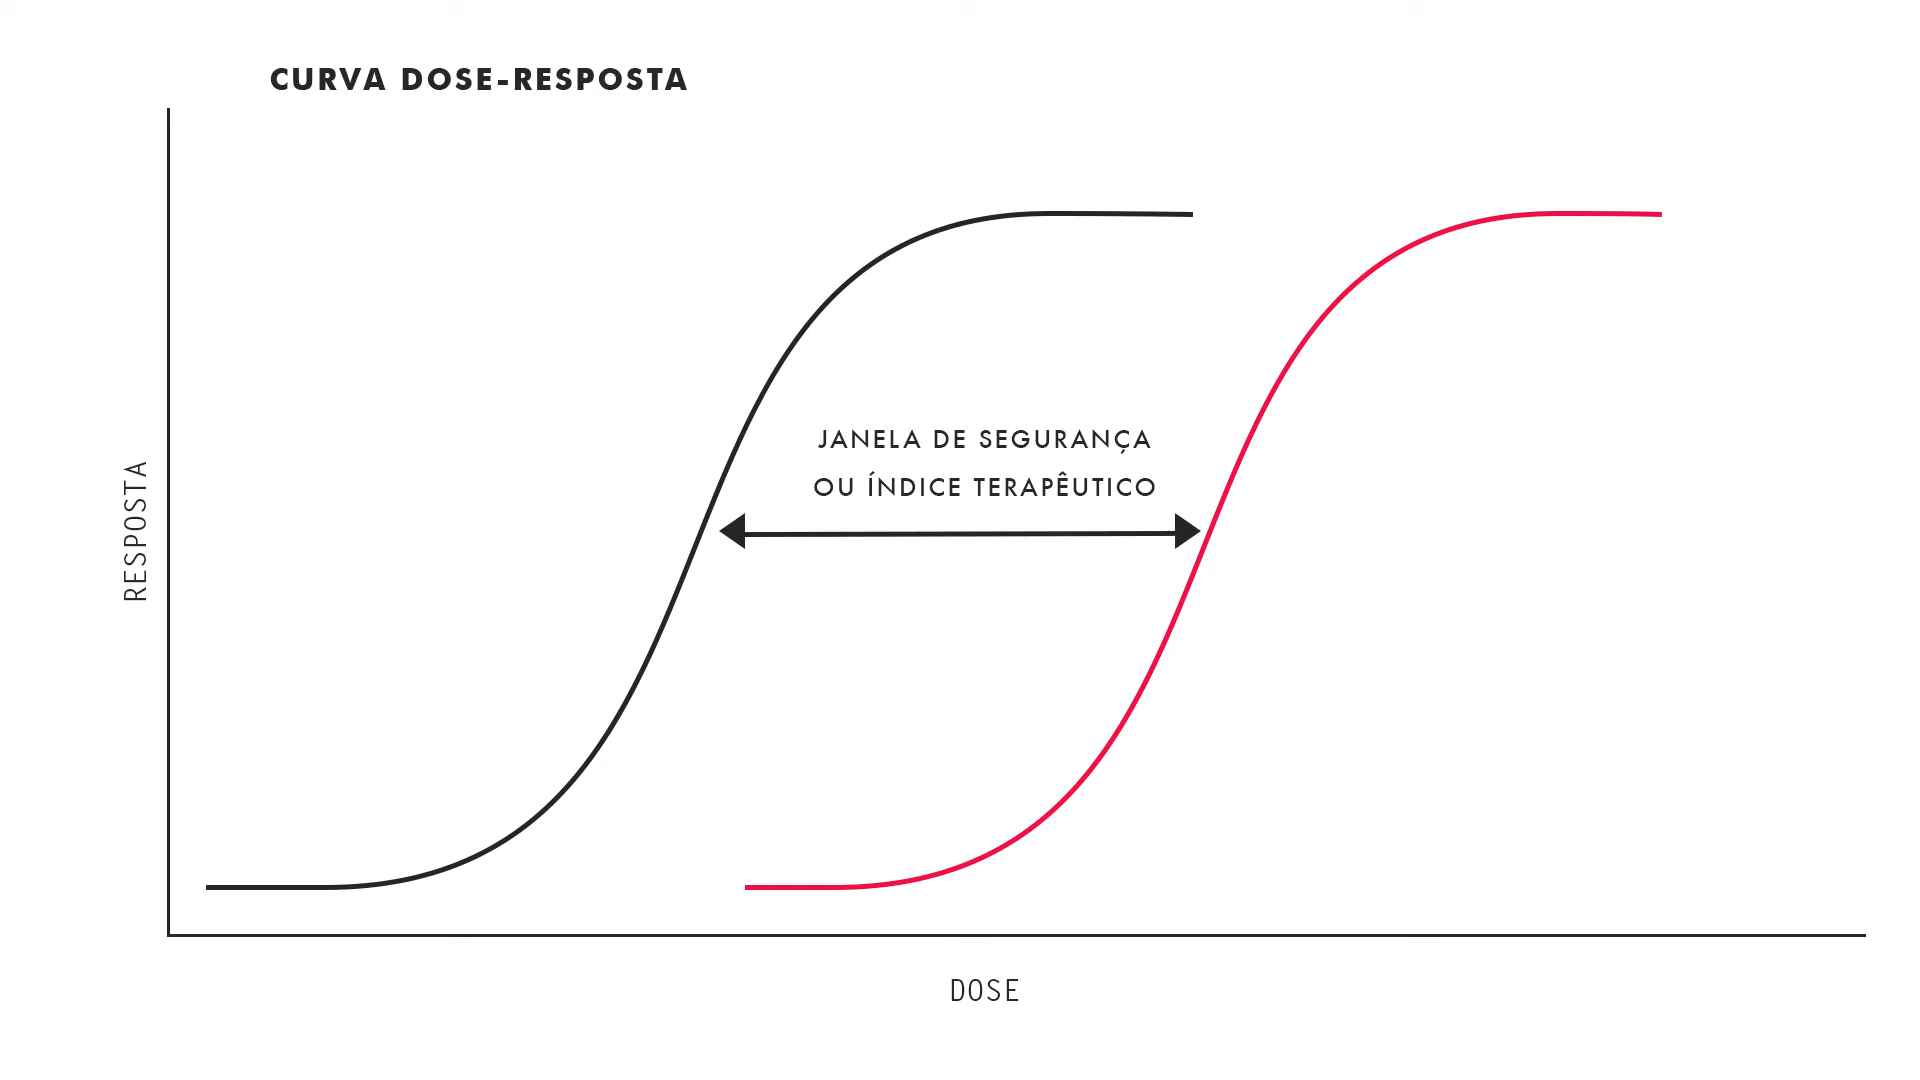 CURVA DOSE-RESPOSTA
JANELA DE SEGURANÇA
OU ÍNDICE TERAPÊUTICO
RESPOSTA
DOSE